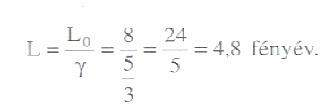 L = L₀/γ = 8/(5/3) = 24/5 = 4,8 fényév.